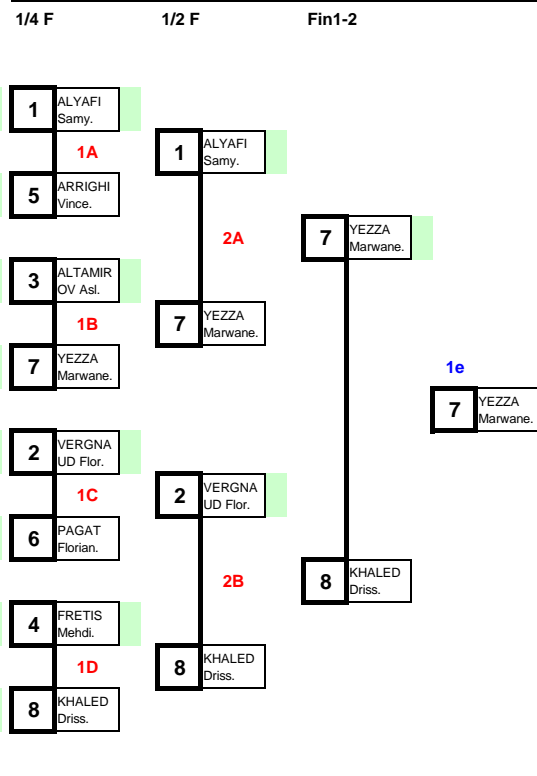 1/4 F
1/2 F
Fin1-2
1
ALYAFI
Samy.
1A
5
ARRIGHI
Vince.
3
ALTAMIR
OV Asl.
1B
7
YEZZA
Marwane.
2
VERGNA
UD Flor.
1C
6
PAGAT
Florian.
4
FRETIS
Mehdi.
1D
8
KHALED
Driss.
1
ALYAFI
Samy.
2A
7
YEZZA
Marwane.
2
VERGNA
UD Flor.
2B
8
KHALED
Driss.
7
YEZZA
Marwane.
8
KHALED
Driss.
1e
7
YEZZA
Marwane.